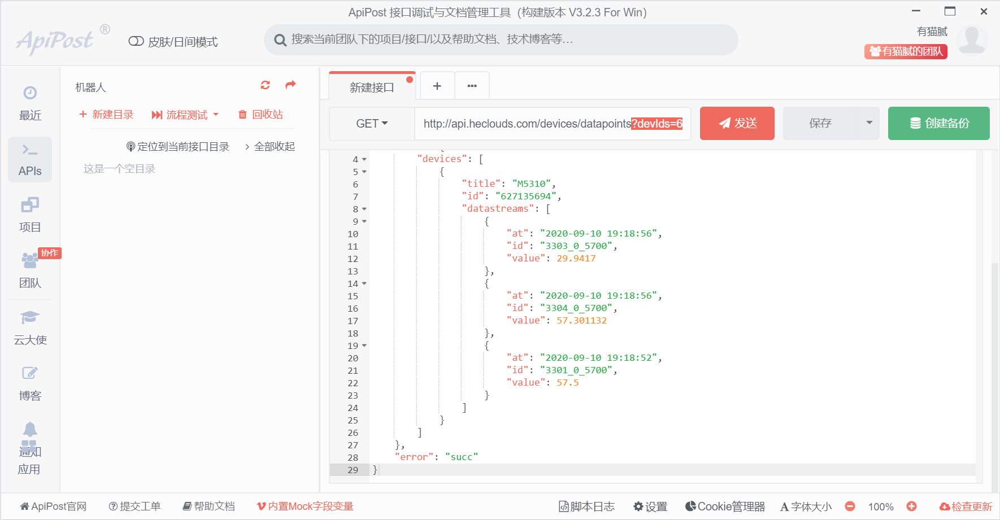 ApiPost 接口调试与文档管理工具（构建版本 V3.2.3 For Win）
ApiPost ®
皮肤/日间模式
搜索当前团队下的项目/接口/以及帮助文档、技术博客等...
有猫腻
有猫腻的团队
最近
APIs
项目
协作
团队
云大使
博客
通知
应用
机器人
新建目录
流程测试
回收站
定位到当前接口目录
全部收起
这是一个空目录
新建接口
+
...
GET
http://api.heclouds.com/devices/datapoints?devIds=6
发送
保存
创建备份
4 "devices": [
5 {
6 "title": "M5310",
7 "id": "627135694",
8 "datastreams": [
9 {
10 "at": "2020-09-10 19:18:56",
11 "id": "3303_0_5700",
12 "value": 29.9417
13 },
14 {
15 "at": "2020-09-10 19:18:56",
16 "id": "3304_0_5700",
17 "value": 57.301132
18 },
19 {
20 "at": "2020-09-10 19:18:52",
21 "id": "3301_0_5700",
22 "value": 57.5
23 }
24 ]
25 }
26 ]
27 },
28 "error": "succ"
29 }
ApiPost官网
提交工单
帮助文档
内置Mock字段变量
脚本日志
设置
Cookie管理器
A 字体大小
100%
检查更新